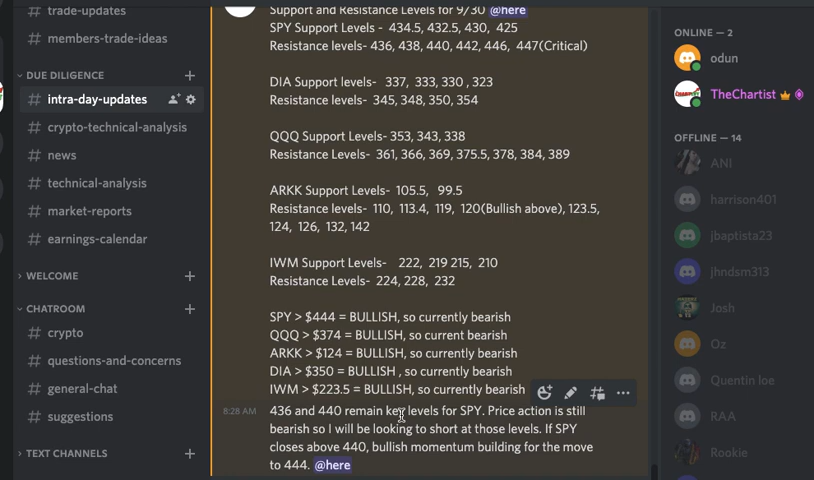 # trade-updates
# members-trade-ideas
DUE DILIGENCE
# intra-day-updates
# crypto-technical-analysis
# news
# technical-analysis
# market-reports
# earnings-calendar
WELCOME
CHATROOM
# crypto
# questions-and-concerns
# general-chat
# suggestions
TEXT CHANNELS
Support and Resistance Levels for 9/30 @here
SPY Support Levels - 434.5, 432.5, 430, 425
Resistance levels- 436, 438, 440, 442, 446, 447(Critical)
DIA Support levels- 337, 333, 330 , 323
Resistance levels- 345, 348, 350, 354
QQQ Support Levels- 353, 343, 338
Resistance Levels- 361, 366, 369, 375.5, 378, 384, 389
ARKK Support Levels- 105.5, 99.5
Resistance levels- 110, 113.4, 119, 120(Bullish above), 123.5,
124, 126, 132, 142
IWM Support Levels- 222, 219 215, 210
Resistance Levels- 224, 228, 232
SPY > $444 = BULLISH, so currently bearish
QQQ > $374 = BULLISH, so current bearish
ARKK > $124 = BULLISH, so currently bearish
DIA > $350 = BULLISH , so currently bearish
IWM > $223.5 = BULLISH, so currently bearish
8:28 AM 436 and 440 remain key levels for SPY. Price action is still
bearish so I will be looking to short at those levels. If SPY
closes above 440, bullish momentum building for the move
to 444. @here
ONLINE — 2
odun
TheChartist
OFFLINE — 14
ANI
harrison401
jbaptista23
jhndsm313
Josh
Oz
Quentin loe
RAA
Rookie